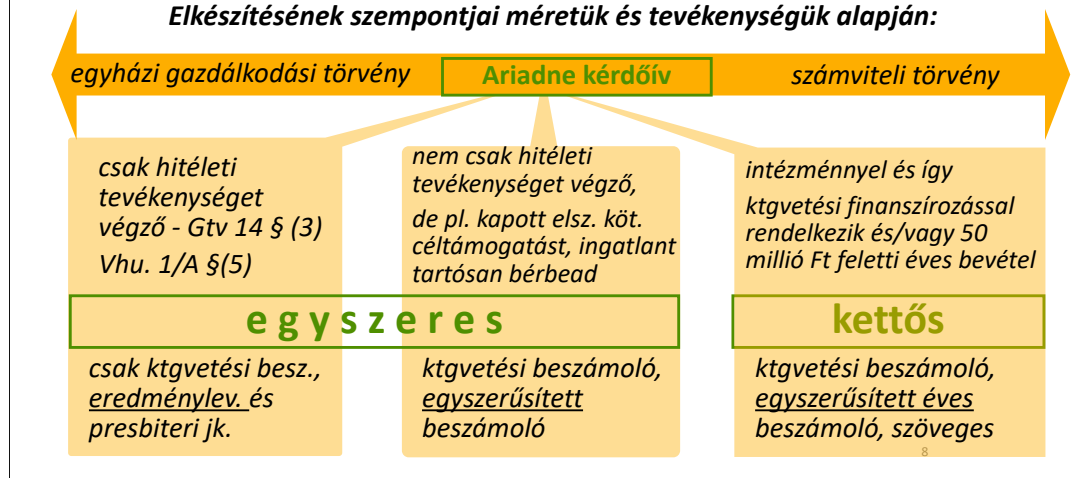 Elkészítésének szempontjai méretük és tevékenységük alapján:
egyházi gazdálkodási törvény
Ariadne kérdőív
számviteli törvény
csak hitéleti
tevékenységet
végző - Gtv 14 § (3)
Vhu. 1/A §(5)
nem csak hitéleti
tevékenységet végző,
de pl. kapott elsz. köt.
céltámogatást, ingatlant
tartósan bérbead
intézménnyel és így
ktgvetési finanszírozással
rendelkezik és/vagy 50
millió Ft feletti éves bevétel
e g y s z e r e s
kettős
csak ktgvetési besz.,
eredménylev. és
presbiteri jk.
ktgvetési beszámoló,
egyszerűsített
beszámoló
ktgvetési beszámoló,
egyszerűsített éves
beszámoló, szöveges
8